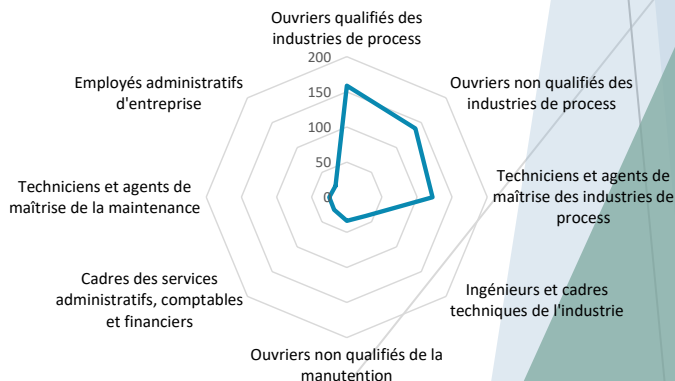 Ouvriers qualifiés des
industries de process
Ouvriers non qualifiés des
industries de process
Techniciens et agents de
maîtrise des industries de
process
Ingénieurs et cadres
techniques de l'industrie
Ouvriers non qualifiés de la
manutention
Cadres des services
administratifs, comptables
et financiers
Techniciens et agents de
maîtrise de la maintenance
Employés administratifs
d'entreprise
200
150
100
50
0